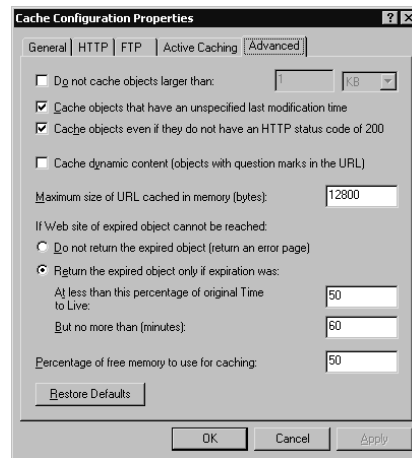 Cache Configuration Properties
General HTTP FTP Active Caching Advanced
Do not cache objects larger than: 1 KB
Cache objects that have an unspecified last modification time
Cache objects even if they do not have an HTTP status code of 200
Cache dynamic content (objects with question marks in the URL)
Maximum size of URL cached in memory (bytes): 12800
If Web site of expired object cannot be reached:
Do not return the expired object (return an error page)
Return the expired object only if expiration was:
At less than this percentage of original Time
to Live: 50
But no more than (minutes): 60
Percentage of free memory to use for caching: 50
Restore Defaults
OK Cancel Apply